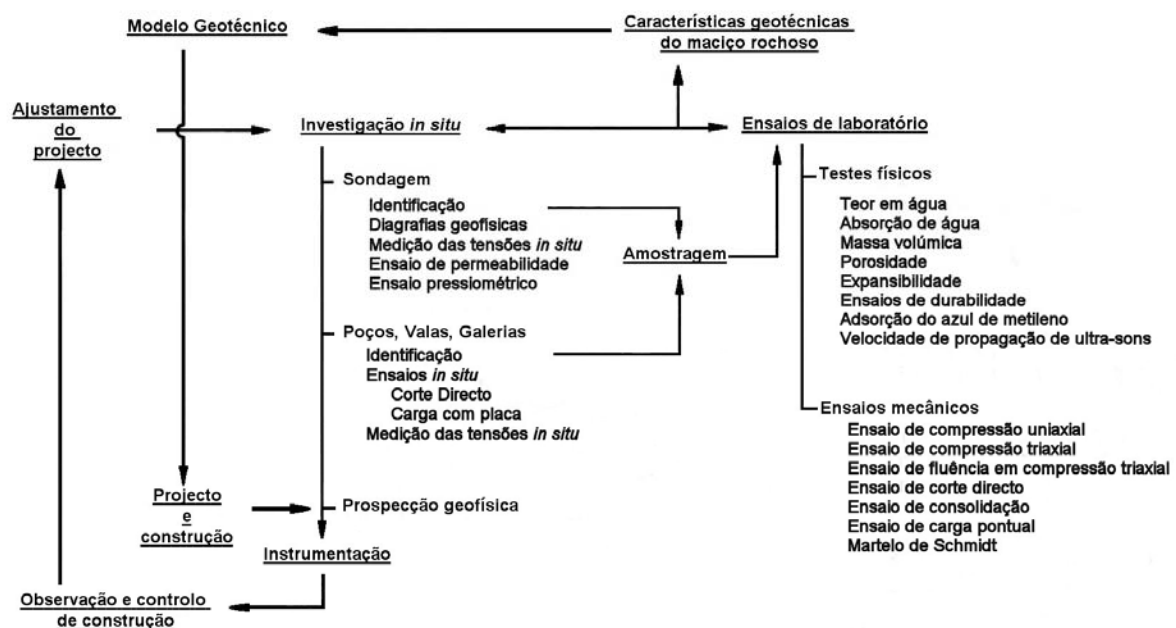 Modelo Geotécnico
Características geotécnicas
do maciço rochoso
Ajustamento
do
projecto
Investigação in situ
Ensaios de laboratório
Sondagem
Identificação
Diagrafias geofísicas
Medição das tensões in situ
Ensaio de permeabilidade
Ensaio pressiométrico
Poços, Valas, Galerias
Identificação
Ensaios in situ
Corte Directo
Carga com placa
Medição das tensões in situ
Prospecção geofísica
Amostragem
Testes físicos
Teor em água
Absorção de água
Massa volúmica
Porosidade
Expansibilidade
Ensaios de durabilidade
Adsorção do azul de metileno
Velocidade de propagação de ultra-sons
Ensaios mecânicos
Ensaio de compressão uniaxial
Ensaio de compressão triaxial
Ensaio de fluência em compressão triaxial
Ensaio de corte directo
Ensaio de consolidação
Ensaio de carga pontual
Martelo de Schmidt
Projecto
e
construção
Instrumentação
Observação e controlo
de construção